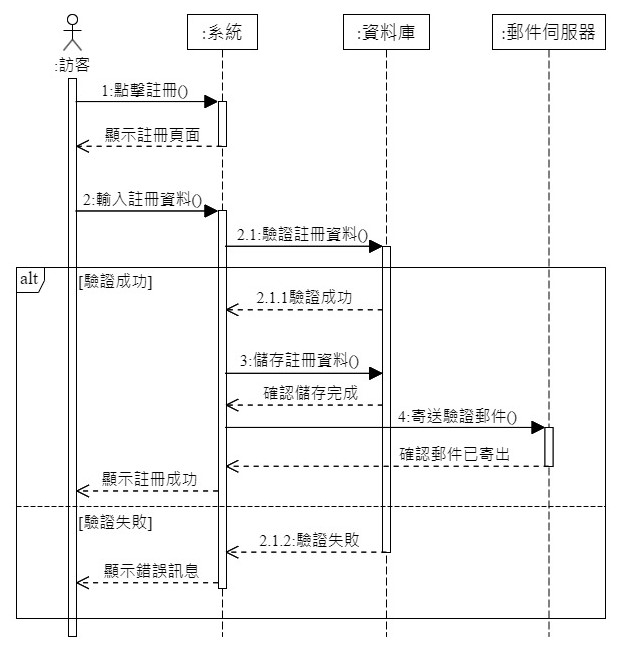 :訪客
:系統
:資料庫
:郵件伺服器
1:點擊註冊()
顯示註冊頁面
2:輸入註冊資料()
2.1:驗證註冊資料()
alt
[驗證成功]
2.1.1驗證成功
3:儲存註冊資料()
確認儲存完成
4:寄送驗證郵件()
確認郵件已寄出
顯示註冊成功
[驗證失敗]
2.1.2:驗證失敗
顯示錯誤訊息